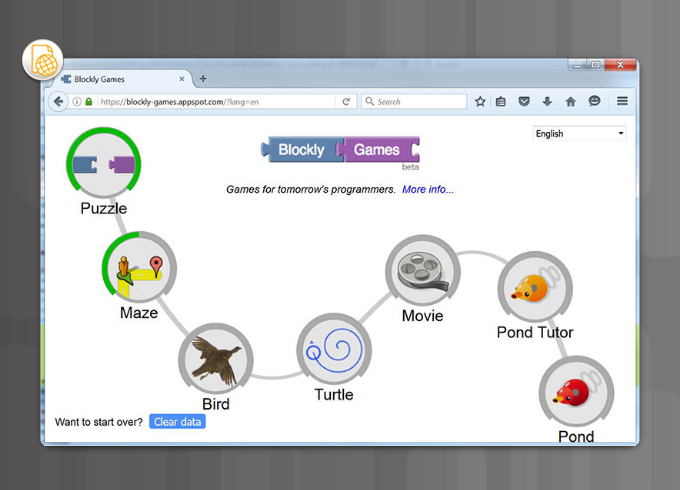 Blockly Games
https://blockly-games.appspot.com/?lang=en
Search
English
Blockly Games
beta
Games for tomorrow's programmers. More info...
Puzzle
Maze
Bird
Turtle
Movie
Pond Tutor
Pond
Want to start over? Clear data